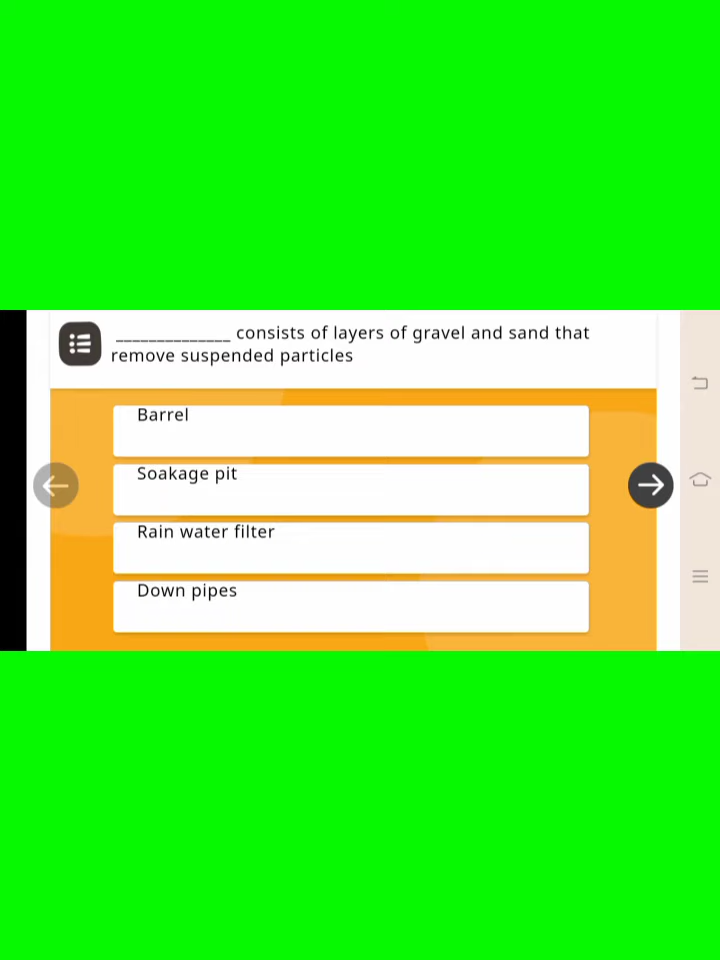 ______________ consists of layers of gravel and sand that
remove suspended particles
Barrel
Soakage pit
Rain water filter
Down pipes